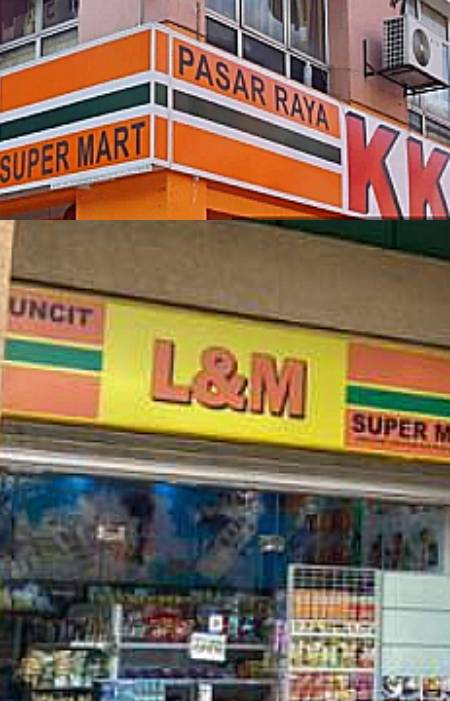 PASAR RAYA
SUPER MART
KK
UNCIT
L&M
SUPER M